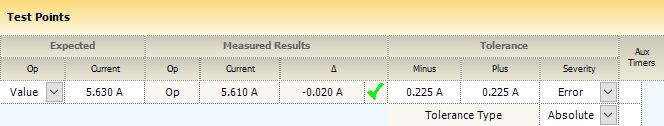 Test Points
Expected Measured Results Tolerance Aux Timers
Op Current Op Current Δ Minus Plus Severity
Value 5.630 A Op 5.610 A -0.020 A 0.225 A 0.225 A Error
Tolerance Type Absolute